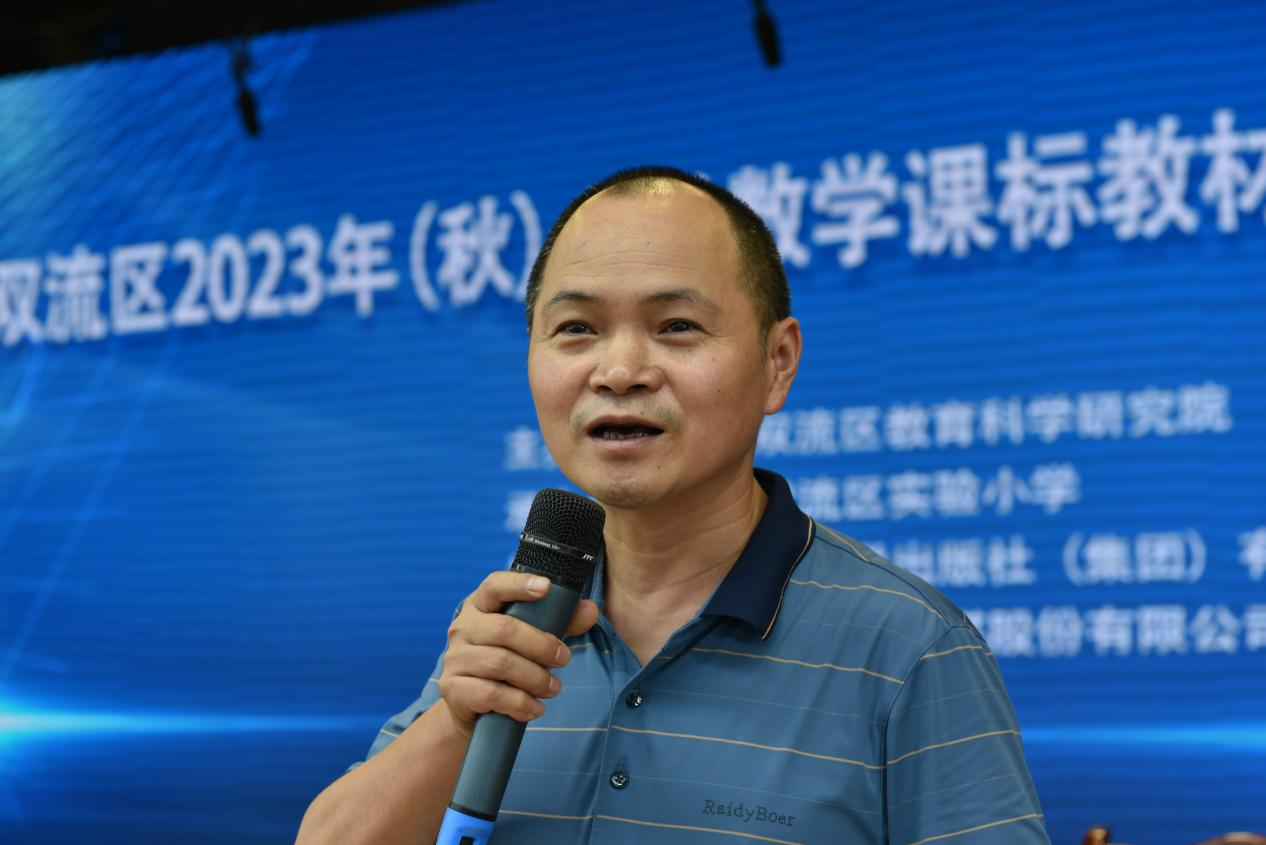 双流区2023年(秋) 数学课标教材
主 双流区教育科学研究院
流区实验小学
出版社 (集团) 有
股份有限公司
RaidyBoer